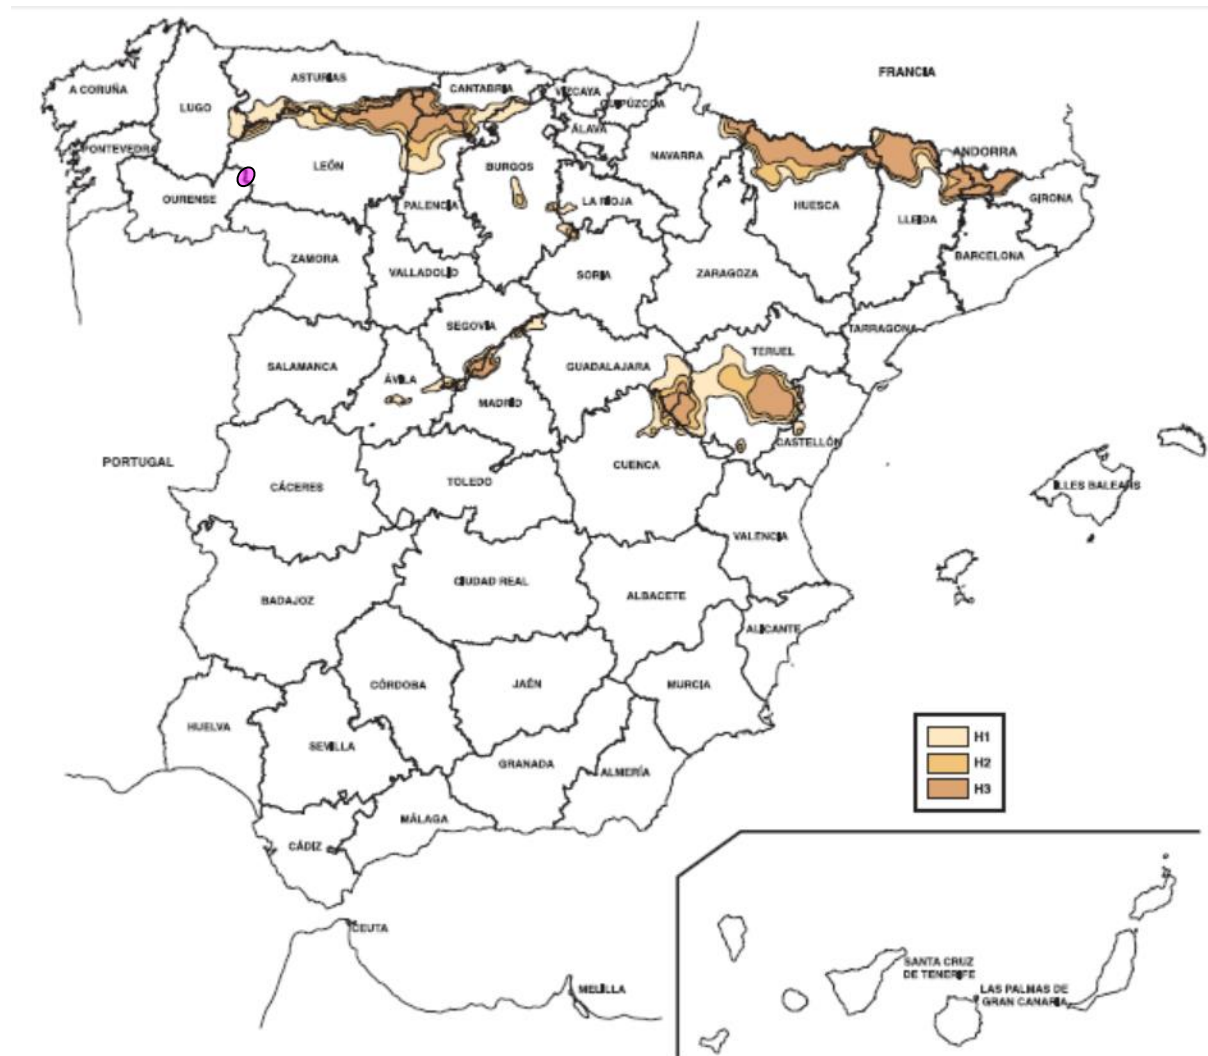 FRANCIA
ASTURIAS
CANTABRIA
VIZCAYA
GUIPÚZCOA
A CORUÑA
LUGO
ÁLAVA
PONTEVEDRA
LEÓN
BURGOS
NAVARRA
ANDORRA
OURENSE
PALENCIA
LA RIOJA
HUESCA
LLEIDA
GIRONA
ZAMORA
VALLADOLID
SORIA
ZARAGOZA
BARCELONA
SEGOVIA
TARRAGONA
SALAMANCA
ÁVILA
GUADALAJARA
TERUEL
MADRID
PORTUGAL
CASTELLÓN
CÁCERES
TOLEDO
CUENCA
ILLES BALEARS
VALENCIA
BADAJOZ
CIUDAD REAL
ALBACETE
ALICANTE
CÓRDOBA
JAÉN
MURCIA
HUELVA
SEVILLA
H1
GRANADA
ALMERÍA
H2
H3
MÁLAGA
CÁDIZ
CEUTA
SANTA CRUZ
DE TENERIFE
MELILLA
LAS PALMAS DE
GRAN CANARIA